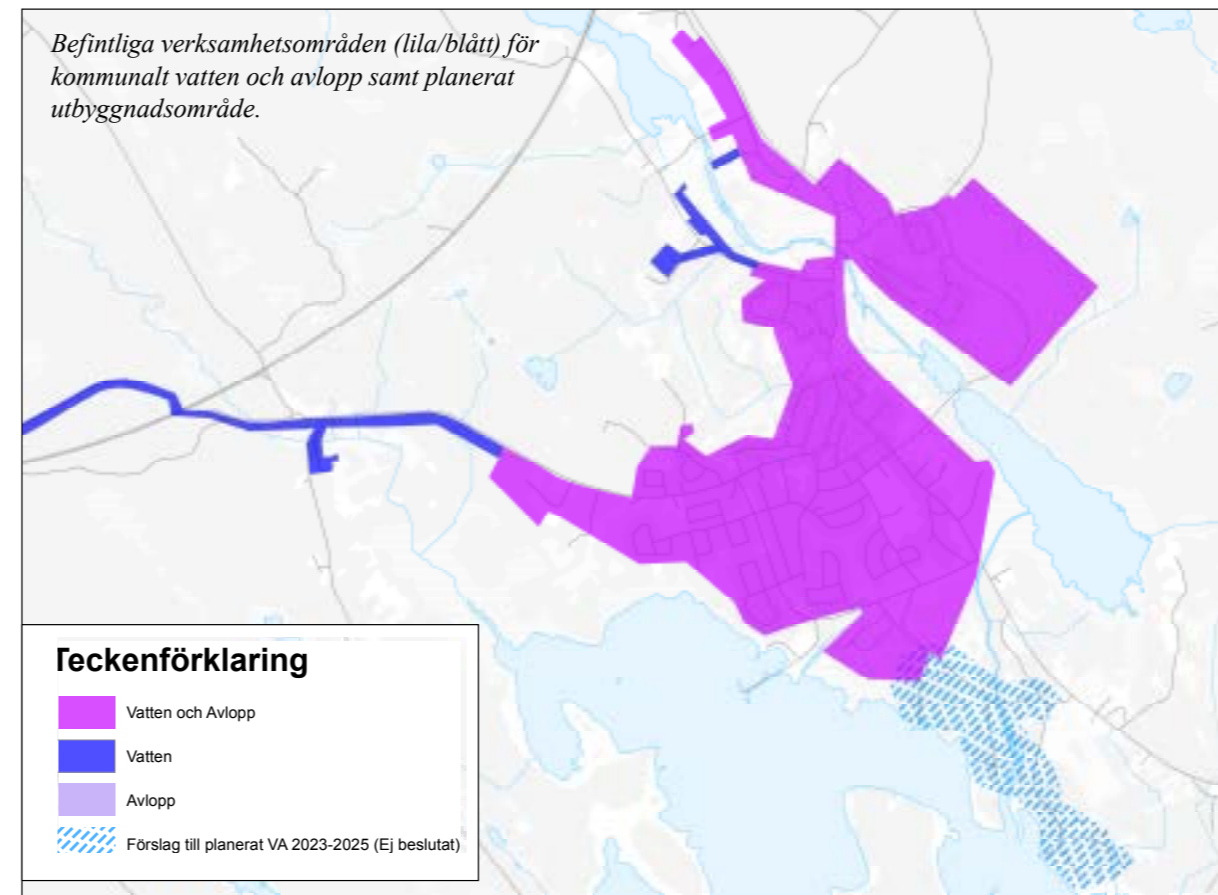 Befintliga verksamhetsområden (lila/blått) för
kommunalt vatten och avlopp samt planerat
utbyggnadsområde.
Teckenförklaring
Vatten och Avlopp
Vatten
Avlopp
Förslag till planerat VA 2023-2025 (Ej beslutat)